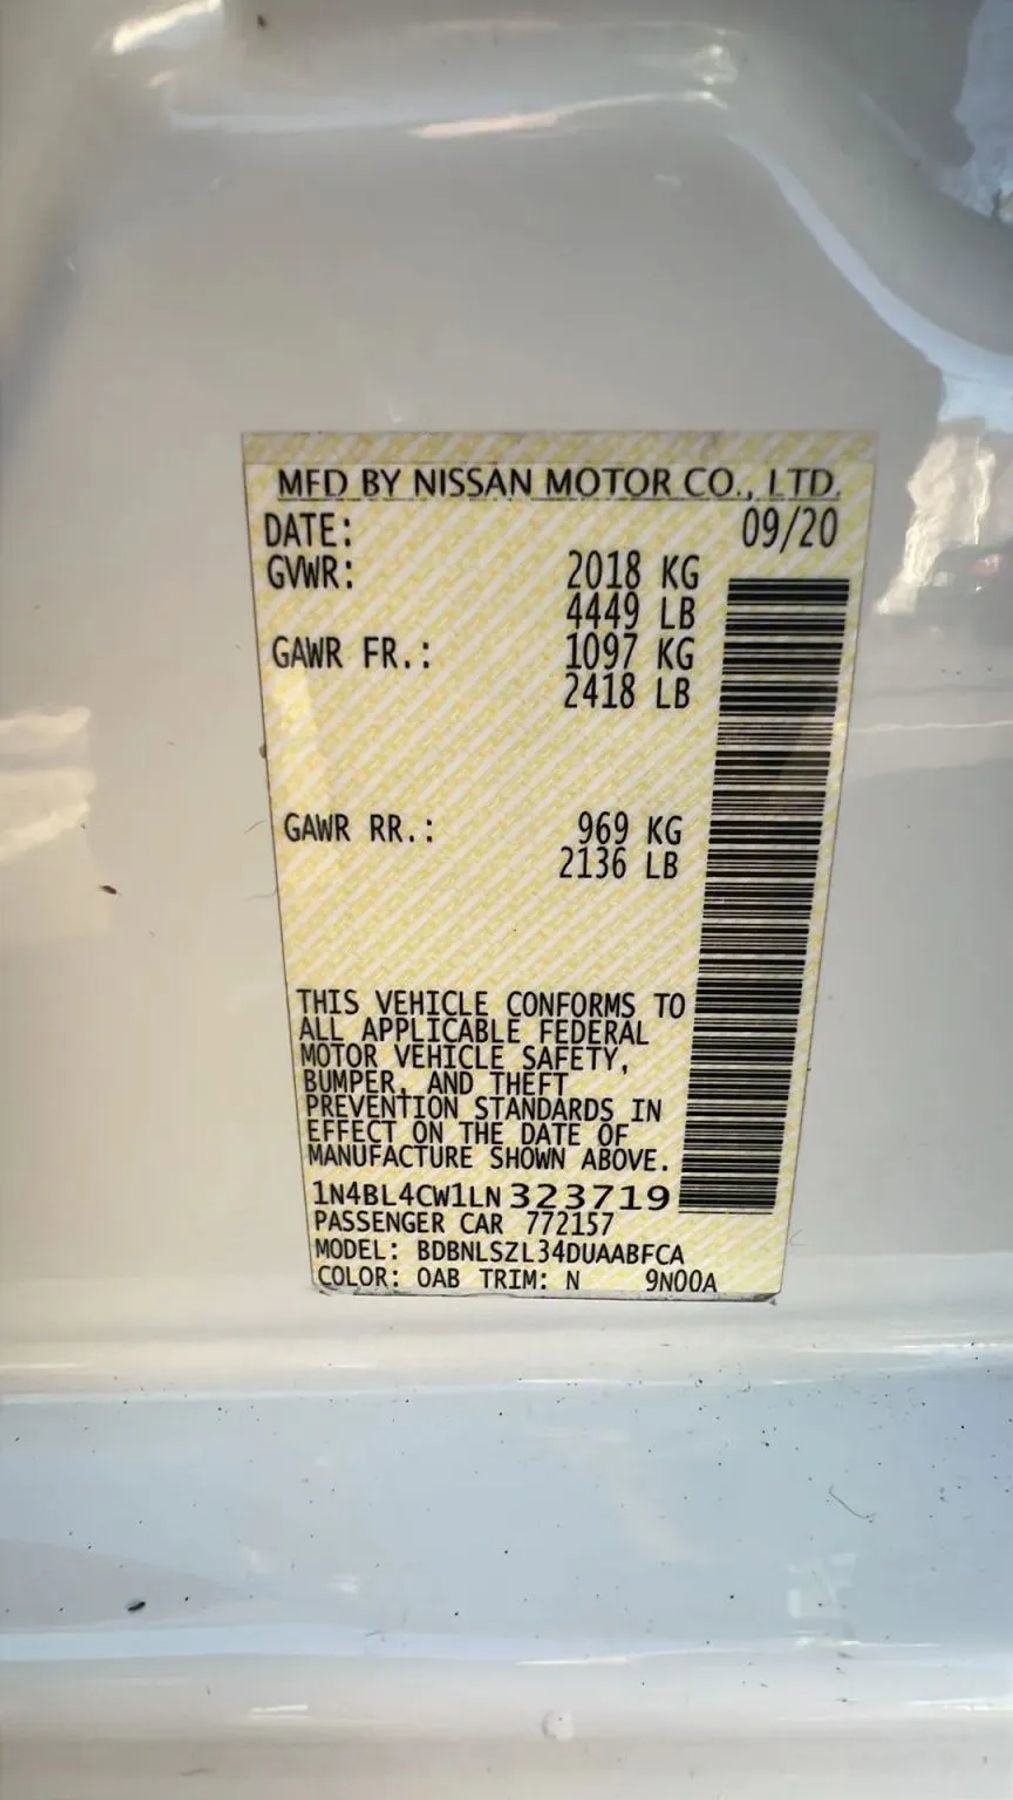 MFD BY NISSAN MOTOR CO., LTD.
DATE: 09/20
GVWR: 2018 KG
4449 LB
GAWR FR.: 1097 KG
2418 LB
GAWR RR.: 969 KG
2136 LB
THIS VEHICLE CONFORMS TO
ALL APPLICABLE FEDERAL
MOTOR VEHICLE SAFETY,
BUMPER, AND THEFT
PREVENTION STANDARDS IN
EFFECT ON THE DATE OF
MANUFACTURE SHOWN ABOVE.
1N4BL4CW1LN323719
PASSENGER CAR 772157
MODEL: BDBNLSZL34DUAABFCA
COLOR: OAB TRIM: N 9N00A